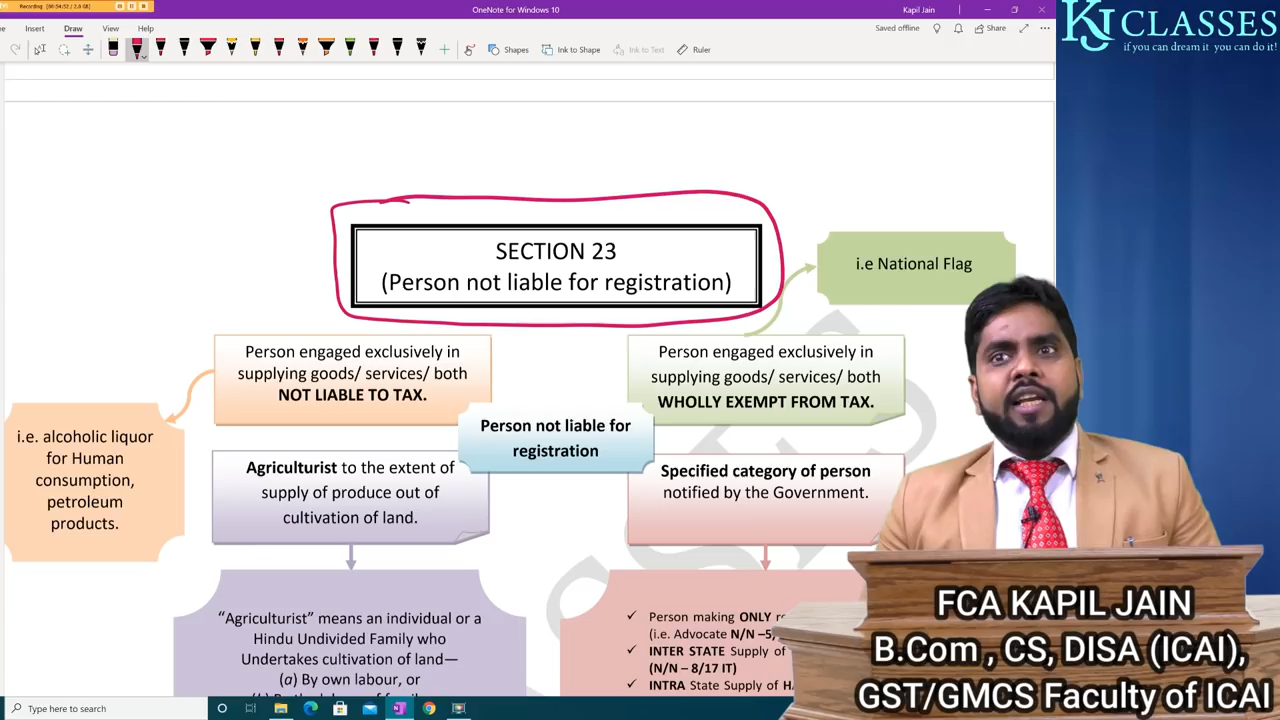 Recording
OneNote for Windows 10
Kapil Jain
Insert
Draw
View
Help
Saved offline
Share
Shapes
Ink to Shape
Ink to Text
Ruler
KJ CLASSES
if you can dream it you can do it!
SECTION 23
(Person not liable for registration)
i.e National Flag
Person engaged exclusively in
supplying goods/ services/ both
NOT LIABLE TO TAX.
Person engaged exclusively in
supplying goods/ services/ both
WHOLLY EXEMPT FROM TAX.
i.e. alcoholic liquor
for Human
consumption,
petroleum
products.
Person not liable for
registration
Agriculturist to the extent of
supply of produce out of
cultivation of land.
Specified category of person
notified by the Government.
"Agriculturist" means an individual or a
Hindu Undivided Family who
Undertakes cultivation of land—
(a) By own labour, or
✓ Person making ONLY
(i.e. Advocate N/N –5,
✓ INTER STATE Supply of
(N/N – 8/17 IT)
✓ INTRA State Supply of
FCA KAPIL JAIN
B.Com , CS, DISA (ICAI),
GST/GMCS Faculty of ICAI
Type here to search